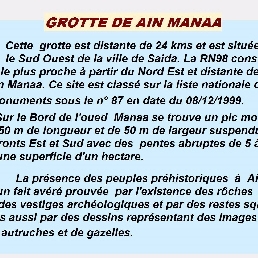 GROTTE DE AIN MANAA
Cette grotte est distante de 24 kms et est située
le Sud Ouest de la ville de Saida. La RN98 cons
le plus proche à partir du Nord Est et distante de
n Manaa. Ce site est classé sur la liste nationale d
onuments sous le n° 87 en date du 08/12/1999.
Sur le Bord de l'oued Manaa se trouve un pic mo
50 m de longueur et de 50 m de largeur suspendu
ronts Est et Sud avec des pentes abruptes de 5 à
une superficie d'un hectare.
La présence des peuples préhistoriques à Ai
un fait avéré prouvée par l'existence des rôches
des vestiges archéologiques et par des restes squ
s aussi par des dessins représentant des images
autruches et de gazelles.